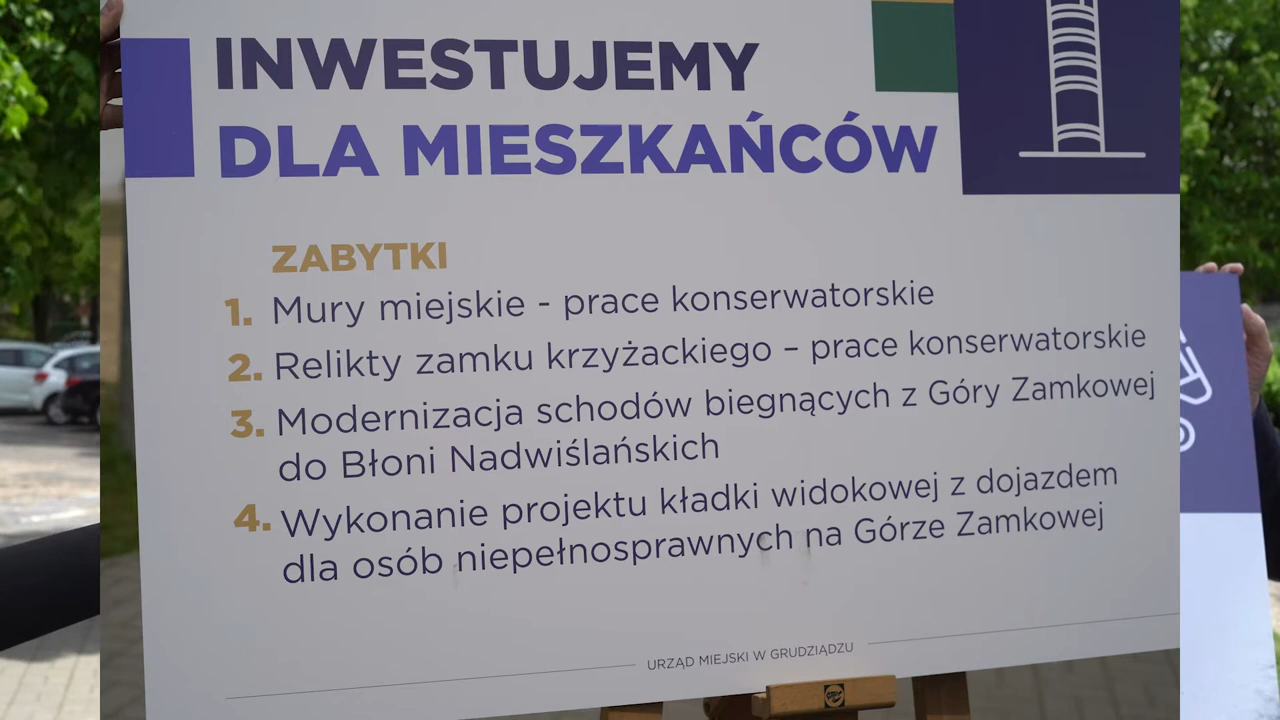 INWESTUJEMY
DLA MIESZKAŃCÓW
ZABYTKI
1. Mury miejskie - prace konserwatorskie
2. Relikty zamku krzyżackiego – prace konserwatorskie
3. Modernizacja schodów biegnących z Góry Zamkowej
do Błoni Nadwiślańskich
4. Wykonanie projektu kładki widokowej z dojazdem
dla osób niepełnosprawnych na Górze Zamkowej
URZĄD MIEJSKI W GRUDZIĄDZU